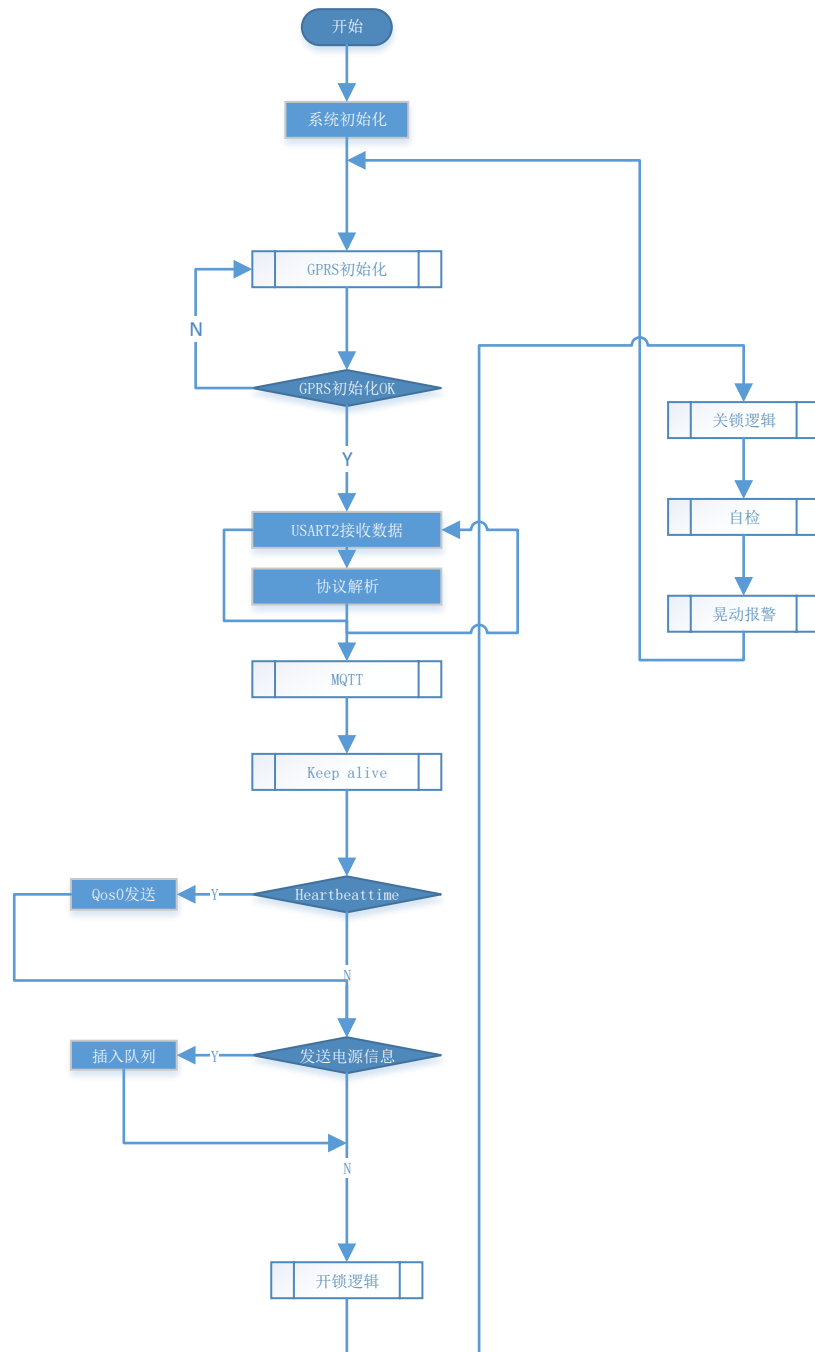 开始
系统初始化
GPRS初始化
N
GPRS初始化OK
Y
USART2接收数据
协议解析
MQTT
Keep alive
Heartbeattime
Y
Qos0发送
N
发送电源信息
Y
插入队列
N
开锁逻辑
关锁逻辑
自检
晃动报警